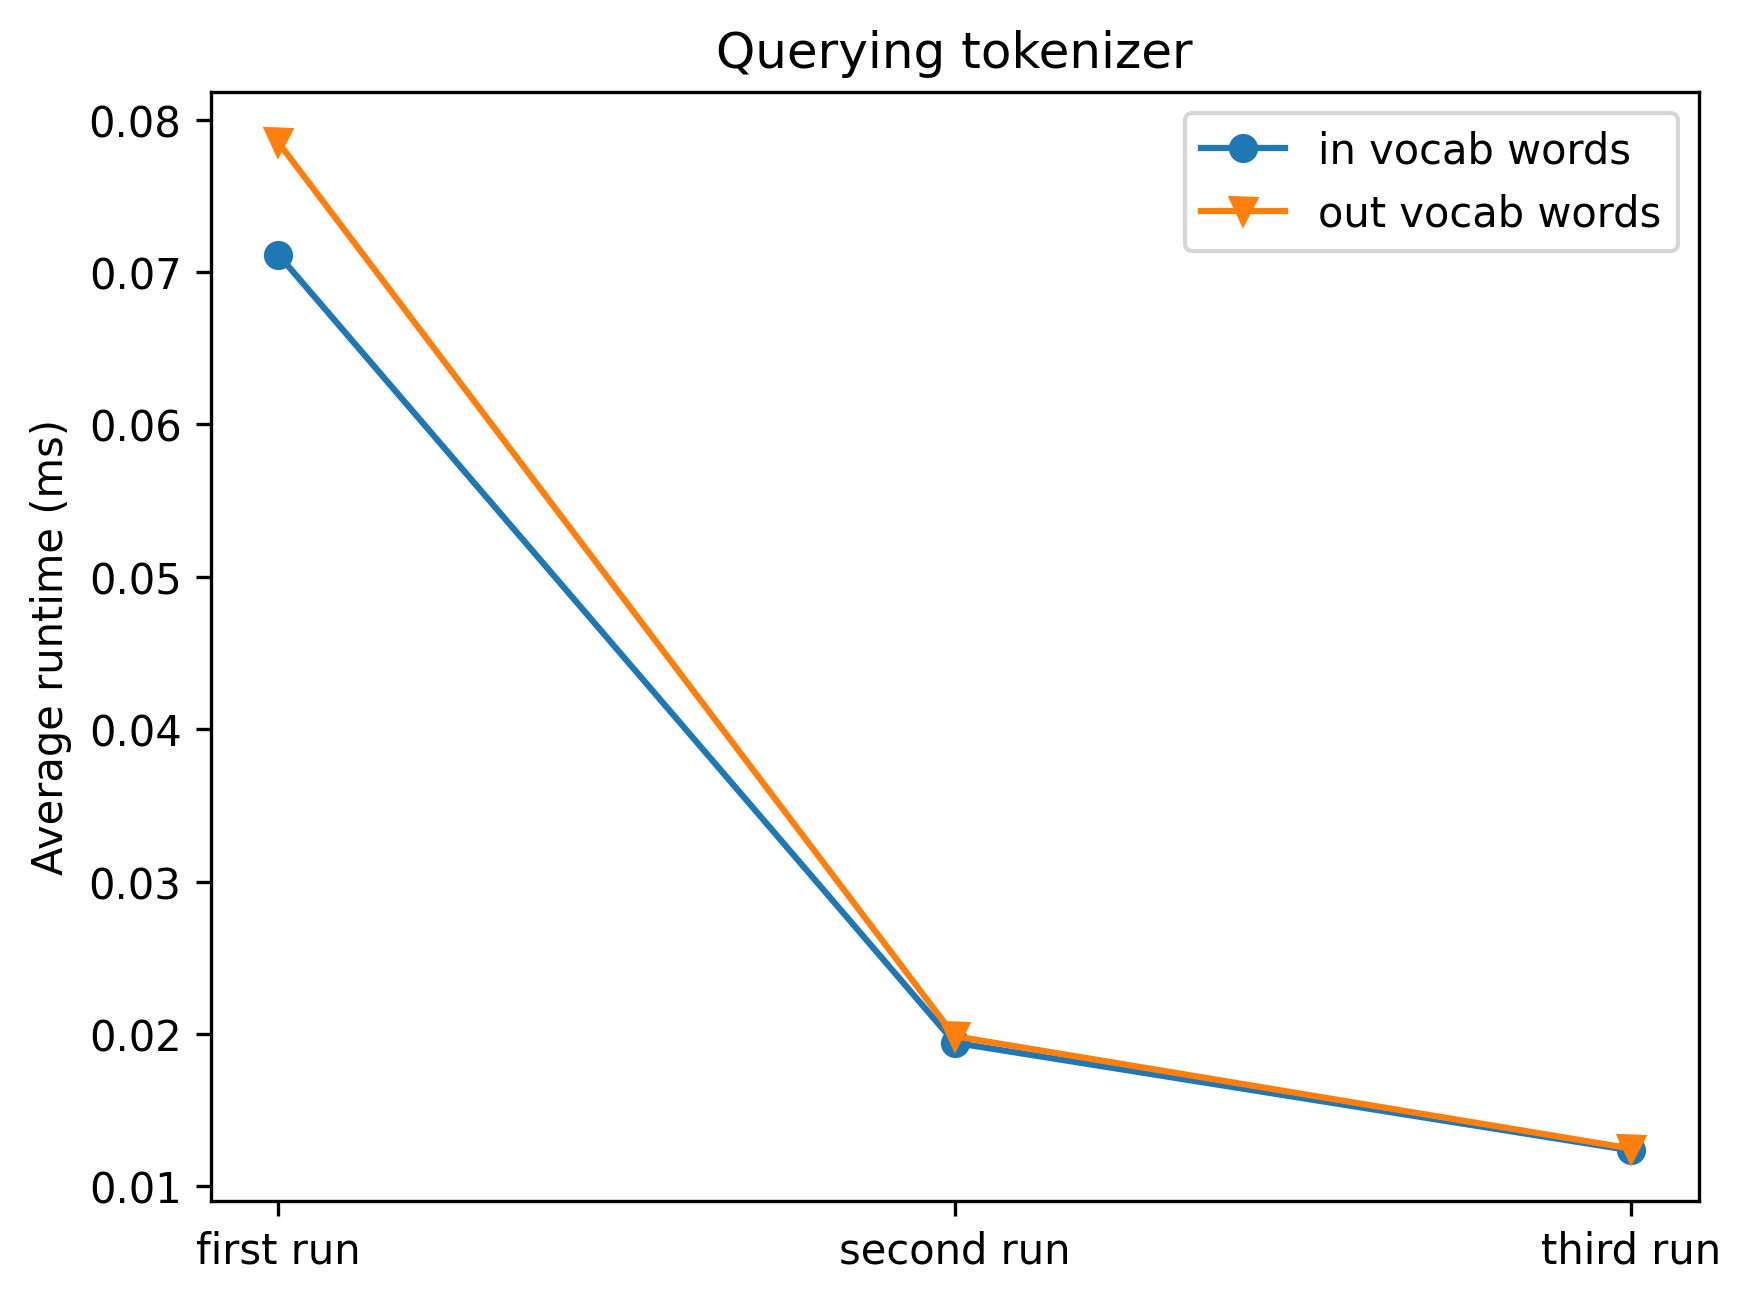 Querying tokenizer
in vocab words
out vocab words
Average runtime (ms)
0.08
0.07
0.06
0.05
0.04
0.03
0.02
0.01
first run
second run
third run